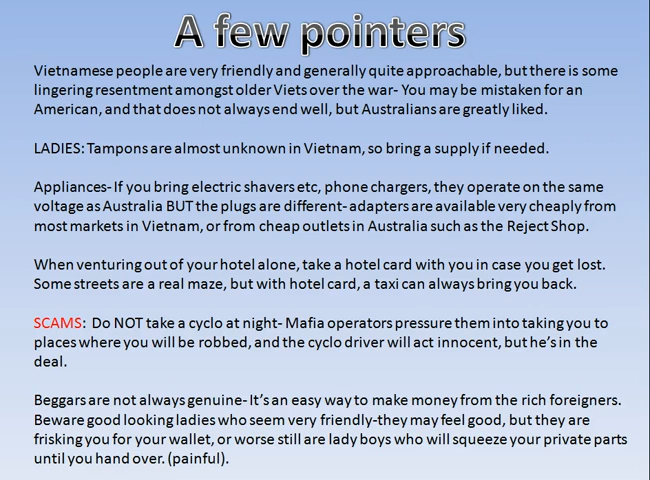 A few pointers
Vietnamese people are very friendly and generally quite approachable, but there is some
lingering resentment amongst older Viets over the war- You may be mistaken for an
American, and that does not always end well, but Australians are greatly liked.
LADIES: Tampons are almost unknown in Vietnam, so bring a supply if needed.
Appliances- If you bring electric shavers etc, phone chargers, they operate on the same
voltage as Australia BUT the plugs are different- adapters are available very cheaply from
most markets in Vietnam, or from cheap outlets in Australia such as the Reject Shop.
When venturing out of your hotel alone, take a hotel card with you in case you get lost.
Some streets are a real maze, but with hotel card, a taxi can always bring you back.
SCAMS: Do NOT take a cyclo at night- Mafia operators pressure them into taking you to
places where you will be robbed, and the cyclo driver will act innocent, but he's in the
deal.
Beggars are not always genuine- It's an easy way to make money from the rich foreigners.
Beware good looking ladies who seem very friendly-they may feel good, but they are
frisking you for your wallet, or worse still are lady boys who will squeeze your private parts
until you hand over. (painful).